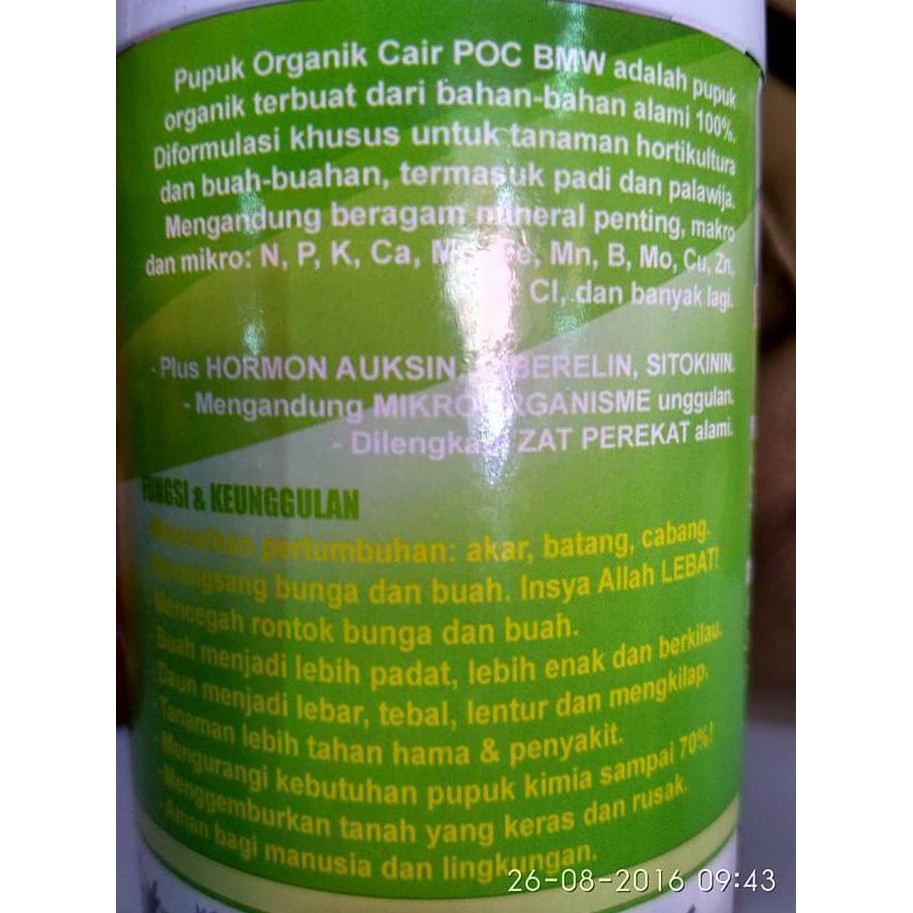 Pupuk Organik Cair POC BMW adalah pupuk
organik terbuat dari bahan-bahan alami 100%.
Diformulasi khusus untuk tanaman hortikultura
dan buah-buahan, termasuk padi dan palawija.
Mengandung beragam mineral penting, makro
dan mikro: N, P, K, Ca, Mn, B, Mo, Cu, Zn,
Cl, dan banyak lagi.
- Plus HORMON AUKSIN, SITOKININ.
- Mengandung MIKROORGANISME unggulan.
- ZAT PEREKAT alami.
FUNGSI & KEUNGGULAN
pertumbuhan: akar, batang, cabang.
- Merangsang bunga dan buah. Insya Allah LEBAT!
- Mencegah rontok bunga dan buah.
- Buah menjadi lebih padat, lebih enak dan berkilau.
- Daun menjadi lebar, tebal, lentur dan mengkilap.
- Tanaman lebih tahan hama & penyakit.
- Mengurangi kebutuhan pupuk kimia sampai 70%!
- Menggemburkan tanah yang keras dan rusak.
- Aman bagi manusia dan lingkungan.
26-08-2016 09:43